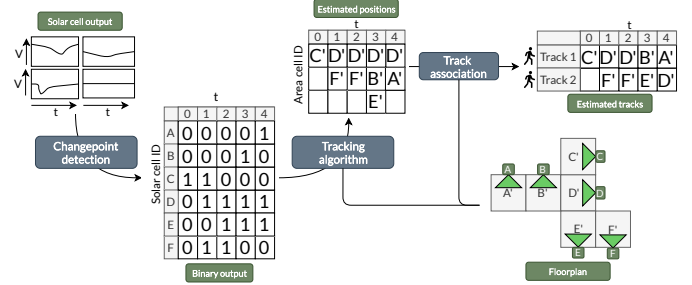 Solar cell output
V
V
t
t
Changepoint
detection
t
0 1 2 3 4
Solar cell ID
A 0 0 0 0 1
B 0 0 0 1 0
C 1 1 0 0 0
D 0 1 1 1 1
E 0 0 1 1 1
F 0 1 1 0 0
Binary output
Tracking
algorithm
Estimated positions
t
0 1 2 3 4
Area cell ID
C' D' D' D' D'
F' F' B' A'
E'
Track
association
t
0 1 2 3 4
Track 1 C' D' D' B' A'
Track 2 F' F' E' D'
Estimated tracks
C' C
A B
A' B' D' D
E' F'
E F
Floorplan